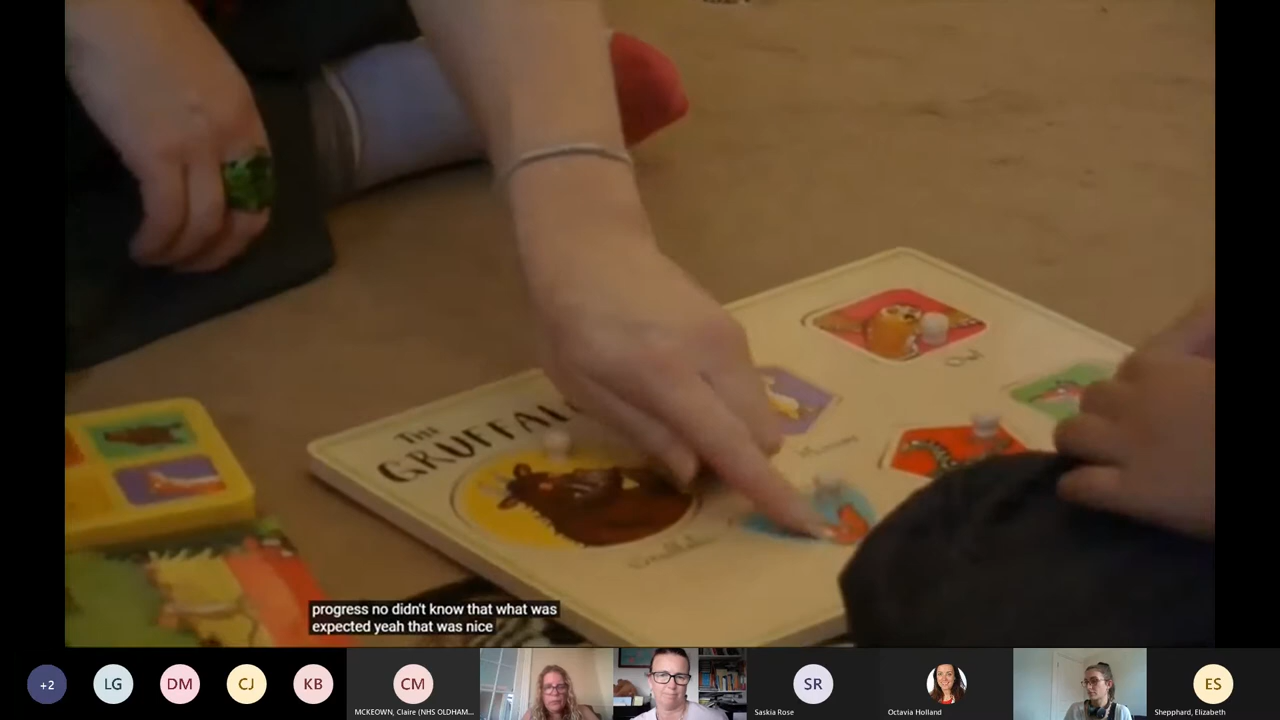 THE
GRUFFALO
Owl
progress no didn't know that what was
expected yeah that was nice
+2
LG
DM
CJ
KB
CM
SR
ES
MCKEOWN, Claire (NHS OLDHAM...
Saskia Rose
Octavia Holland
Shepphard, Elizabeth